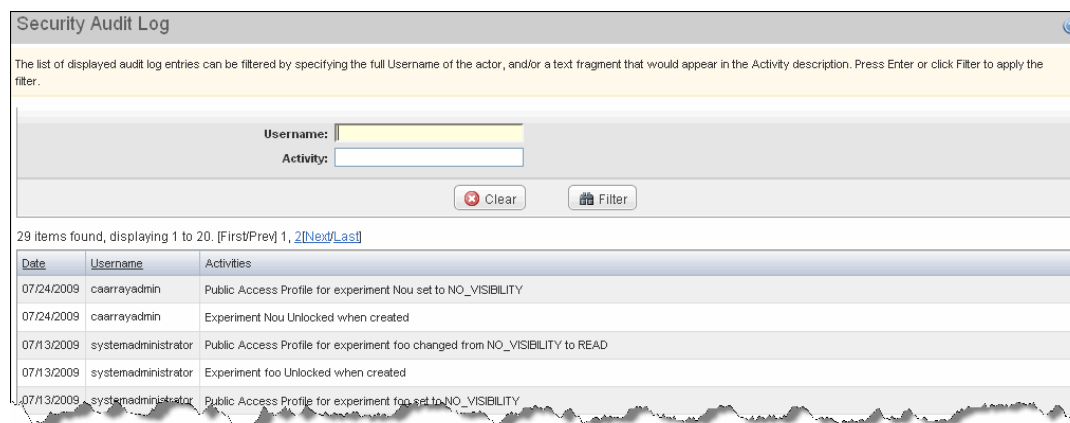 Security Audit Log
The list of displayed audit log entries can be filtered by specifying the full Username of the actor, and/or a text fragment that would appear in the Activity description. Press Enter or click Filter to apply the
filter.
Username:
Activity:
Clear Filter
29 items found, displaying 1 to 20. [First/Prev] 1, 2[Next/Last]
Date Username Activities
07/24/2009 caarrayadmin Public Access Profile for experiment Nou set to NO_VISIBILITY
07/24/2009 caarrayadmin Experiment Nou Unlocked when created
07/13/2009 systemadministrator Public Access Profile for experiment foo changed from NO_VISIBILITY to READ
07/13/2009 systemadministrator Experiment foo Unlocked when created
07/13/2009 systemadministrator Public Access Profile for experiment foo set to NO_VISIBILITY